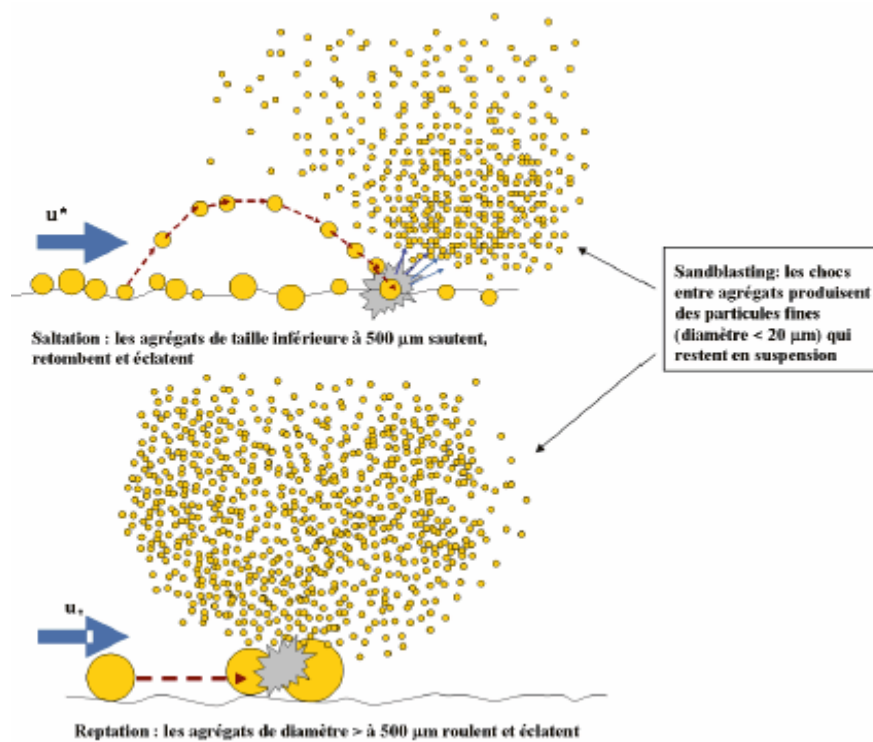 u*
Saltation : les agrégats de taille inférieure à 500 µm sautent,
retombent et éclatent
Sandblasting: les chocs
entre agrégats produisent
des particules fines
(diamètre < 20 µm) qui
restent en suspension
u*
Reptation : les agrégats de diamètre > à 500 µm roulent et éclatent